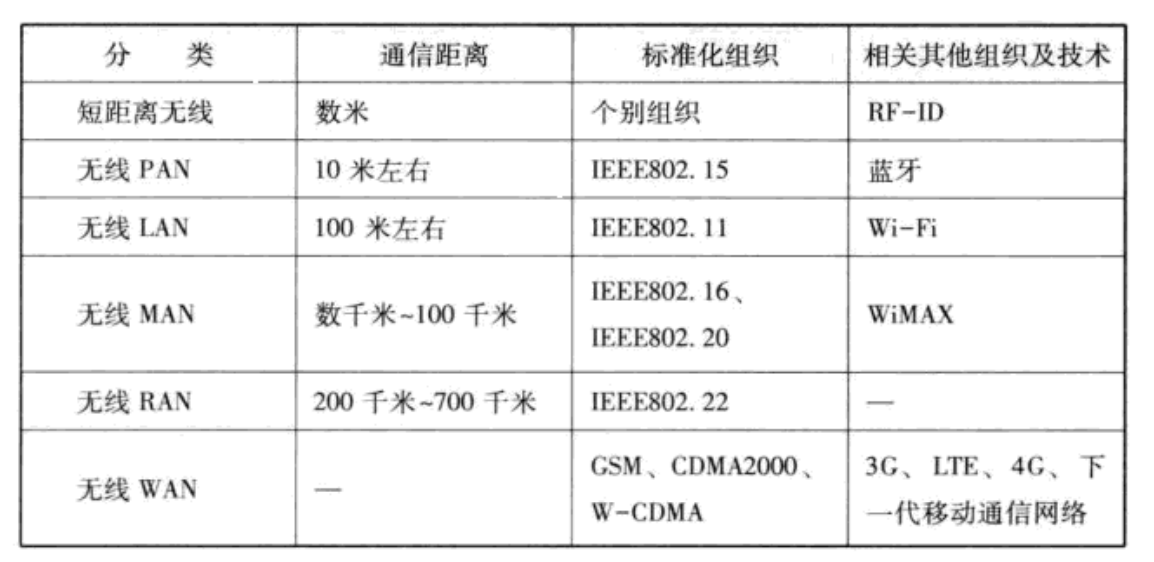 分 类 通信距离 标准化组织 相关其他组织及技术
短距离无线 数米 个别组织 RF-ID
无线 PAN 10 米左右 IEEE802. 15 蓝牙
无线 LAN 100 米左右 IEEE802. 11 Wi-Fi
无线 MAN 数千米~100 千米 IEEE802. 16、
IEEE802. 20 WiMAX
无线 RAN 200 千米~700 千米 IEEE802. 22 —
无线 WAN — GSM、CDMA2000、
W-CDMA 3G、LTE、4G、下
一代移动通信网络